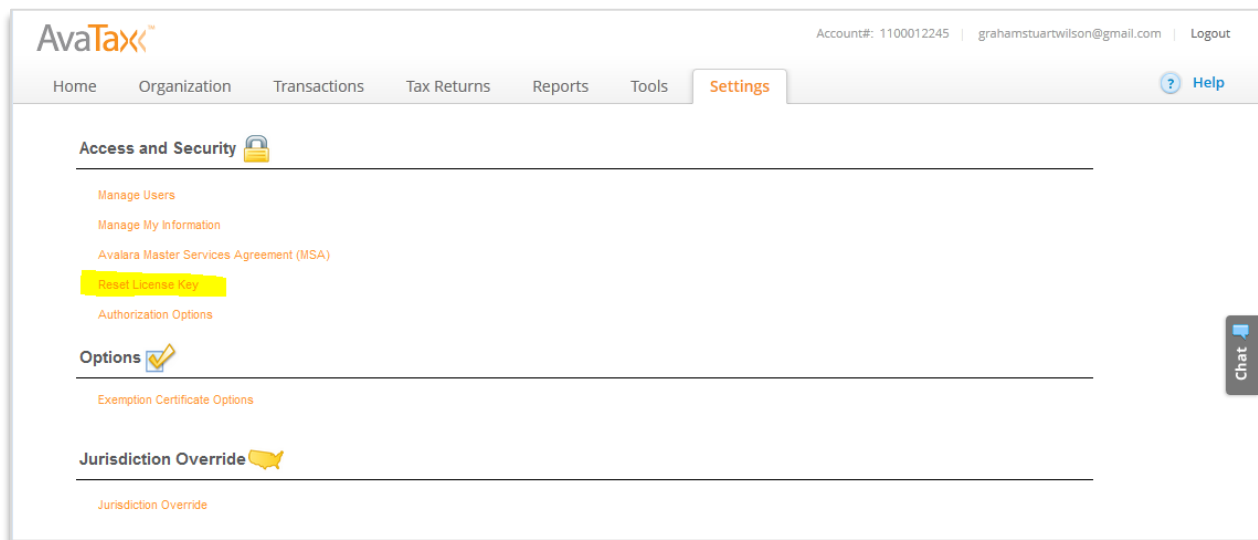 AvaTax
Account#: 1100012245 grahamstuartwilson@gmail.com Logout
Home Organization Transactions Tax Returns Reports Tools Settings ? Help
Access and Security
Manage Users
Manage My Information
Avalara Master Services Agreement (MSA)
Reset License Key
Authorization Options
Options
Exemption Certificate Options
Chat
Jurisdiction Override
Jurisdiction Override